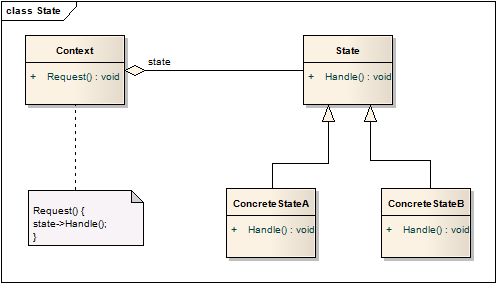 class State
Context
+ Request() : void
state
State
+ Handle() : void
Request() {
state->Handle();
}
ConcreteStateA
+ Handle() : void
ConcreteStateB
+ Handle() : void